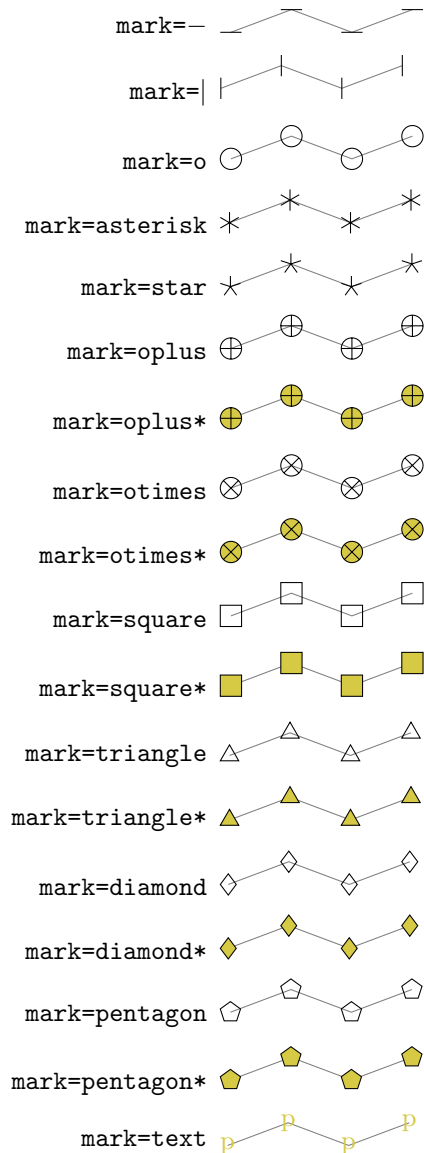 mark=−
mark=|
mark=o
mark=asterisk
mark=star
mark=oplus
mark=oplus*
mark=otimes
mark=otimes*
mark=square
mark=square*
mark=triangle
mark=triangle*
mark=diamond
mark=diamond*
mark=pentagon
mark=pentagon*
mark=text p p p p